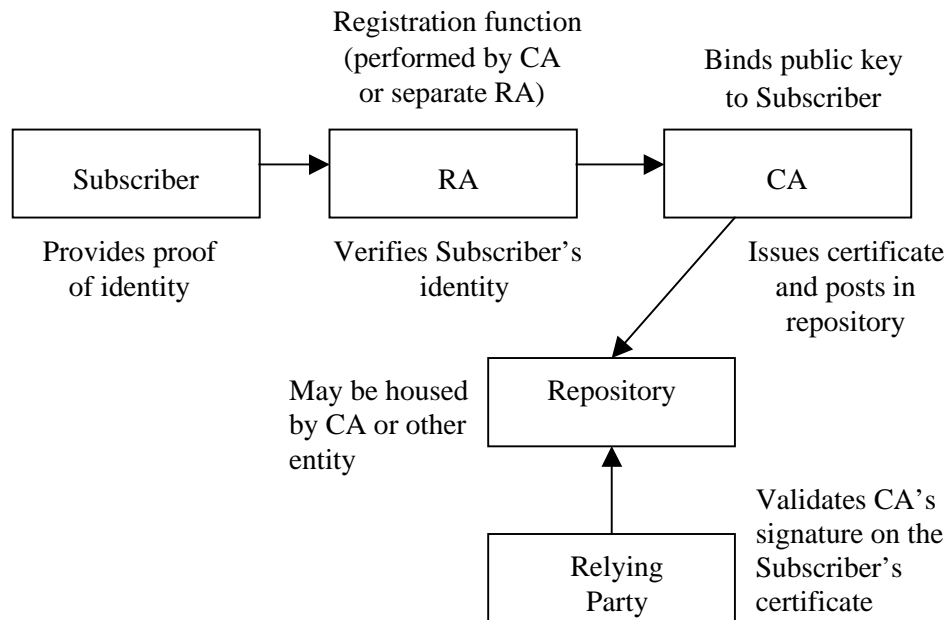 Registration function
(performed by CA
or separate RA)
Binds public key
to Subscriber
Subscriber
RA
CA
Provides proof
of identity
Verifies Subscriber’s
identity
Issues certificate
and posts in
repository
May be housed
by CA or other
entity
Repository
Validates CA’s
signature on the
Subscriber’s
certificate
Relying
Party